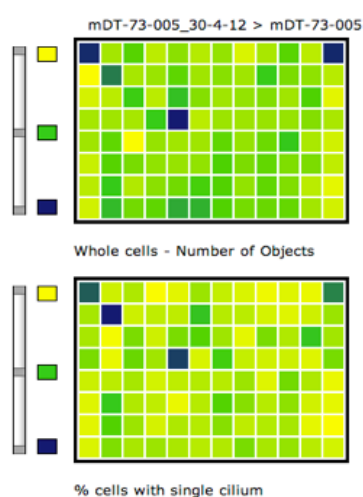 mDT-73-005_30-4-12 > mDT-73-005
Whole cells - Number of Objects
% cells with single cilium